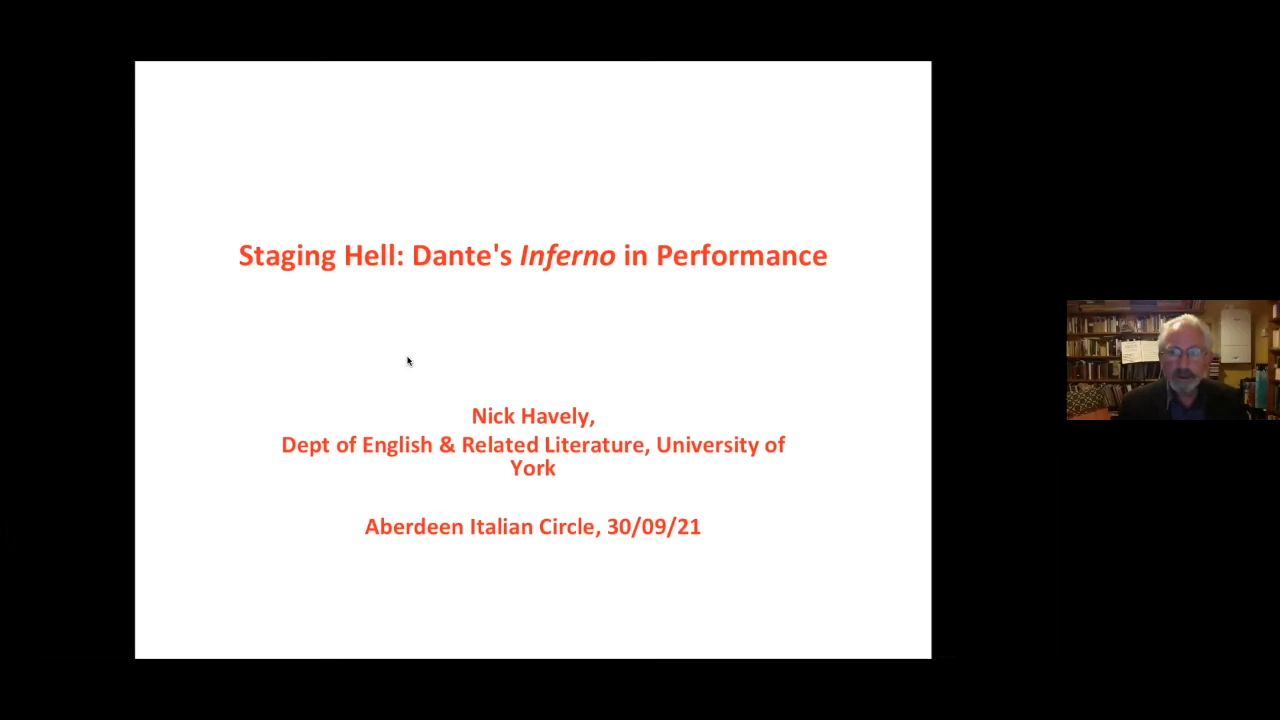 Staging Hell: Dante's Inferno in Performance
Nick Havely,
Dept of English & Related Literature, University of
York
Aberdeen Italian Circle, 30/09/21